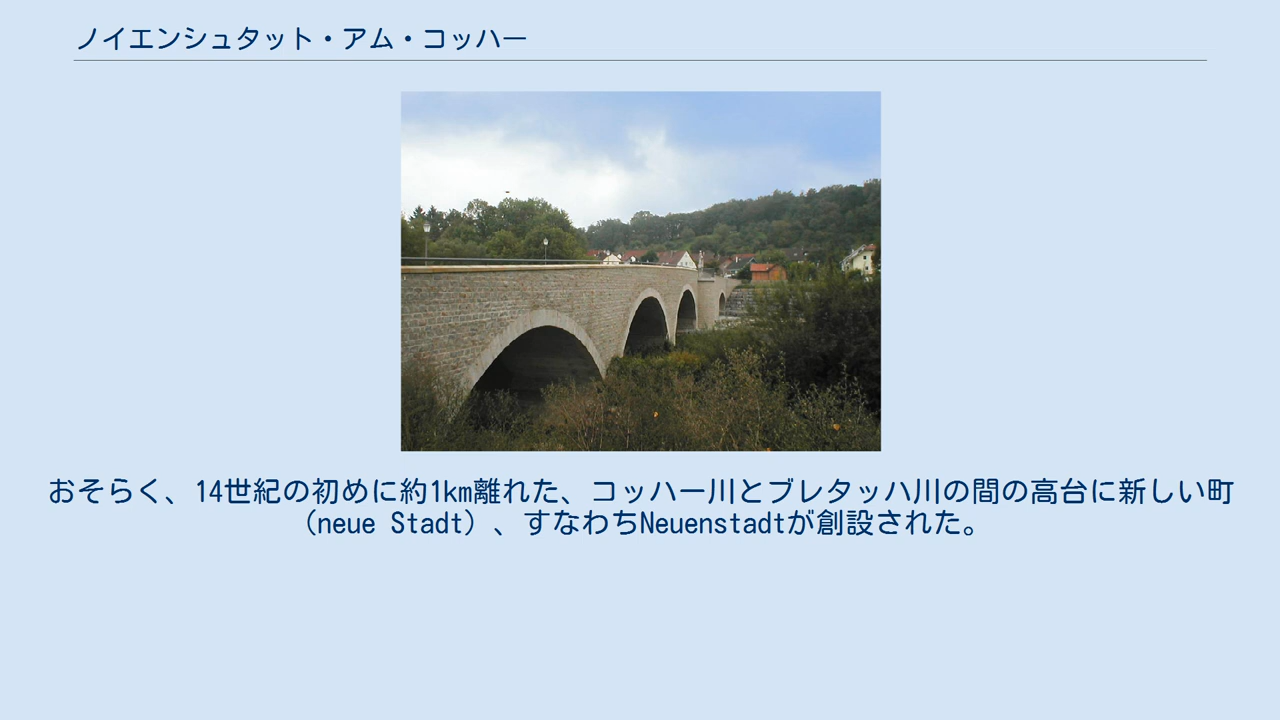 ノイエンシュタット・アム・コッハー
おそらく、14世紀の初めに約1km離れた、コッハー川とブレタッハ川の間の高台に新しい町
（neue Stadt）、すなわちNeuenstadtが創設された。